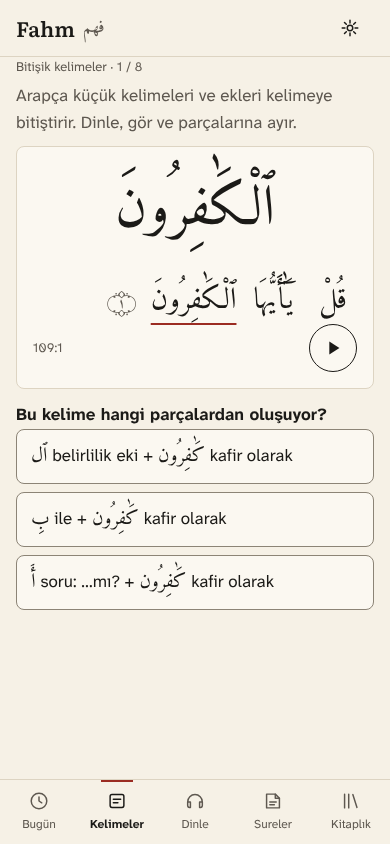 Fahm فهم
Bitişik kelimeler · 1 / 8
Arapça küçük kelimeleri ve ekleri kelimeye
bitiştirir. Dinle, gör ve parçalarına ayır.
ٱلْكَٰفِرُونَ
قُلْ يَٰٓأَيُّهَا ٱلْكَٰفِرُونَ ١
109:1
Bu kelime hangi parçalardan oluşuyor?
ٱل belirlilik eki + كَٰفِرُون kafir olarak
بِ ile + كَٰفِرُون kafir olarak
أَ soru: ...mı? + كَٰفِرُون kafir olarak
Bugün Kelimeler Dinle Sureler Kitaplık